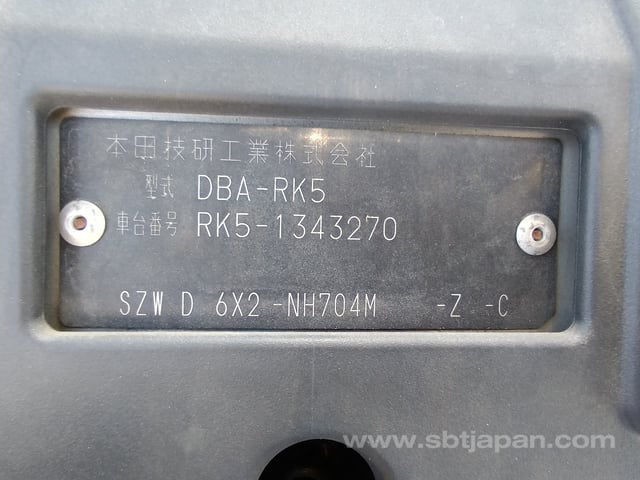 本田技研工業株式会社
型式 DBA-RK5
車台番号 RK5-1343270
SZW D 6X2 -NH704M -Z -C
www.sbtjapan.com